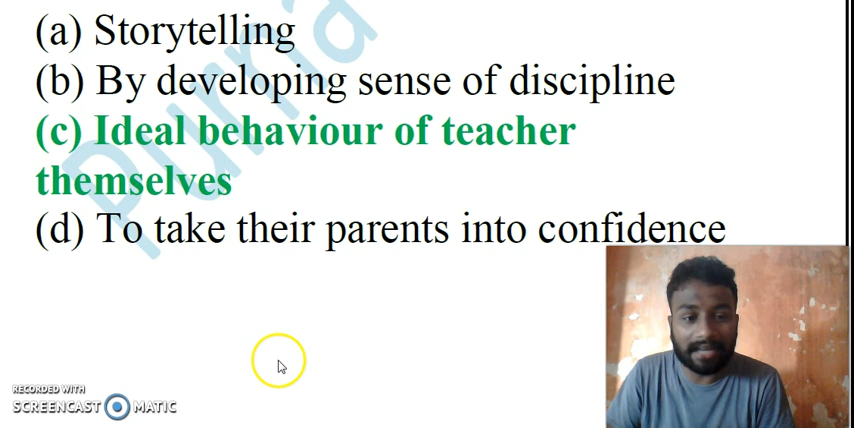 (a) Storytelling
(b) By developing sense of discipline
(c) Ideal behaviour of teacher
themselves
(d) To take their parents into confidence
RECORDED WITH
SCREENCAST MATIC